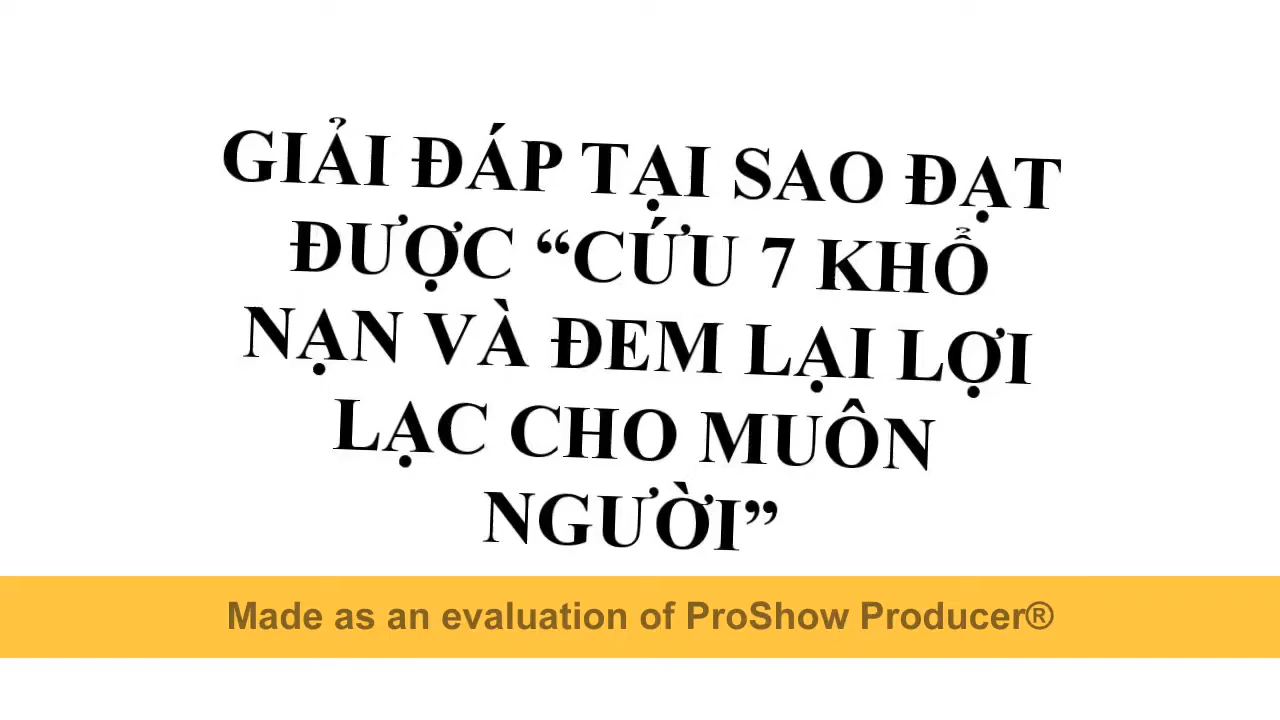 GIẢI ĐÁP TẠI SAO ĐẠT
ĐƯỢC “CỨU 7 KHỔ
NẠN VÀ ĐEM LẠI LỢI
LẠC CHO MUÔN
NGƯỜI”
Made as an evaluation of ProShow Producer®